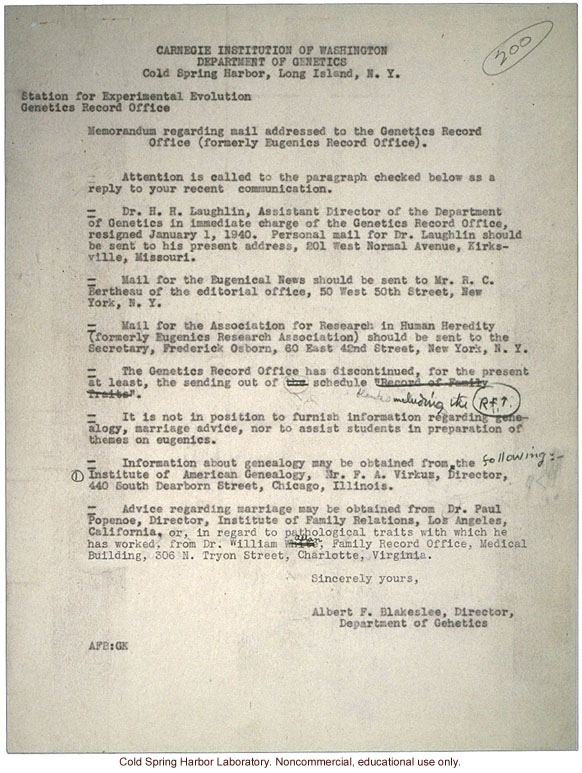 200
CARNEGIE INSTITUTION OF WASHINGTON
DEPARTMENT OF GENETICS
Cold Spring Harbor, Long Island, N. Y.
Station for Experimental Evolution
Genetics Record Office
Memorandum regarding mail addressed to the Genetics Record
Office (formerly Eugenics Record Office).
Attention is called to the paragraph checked below as a
reply to your recent communication.
Dr. H. H. Laughlin, Assistant Director of the Department
of Genetics in immediate charge of the Genetics Record Office,
resigned January 1, 1940. Personal mail for Dr. Laughlin should
be sent to his present address, 201 West Normal Avenue, Kirks-
ville, Missouri.
Mail for the Eugenical News should be sent to Mr. R. C.
Bertheau of the editorial office, 50 West 50th Street, New
York, N. Y.
Mail for the Association for Research in Human Heredity
(formerly Eugenics Research Association) should be sent to the
Secretary, Frederick Osborn, 60 East 42nd Street, New York, N. Y.
The Genetics Record Office has discontinued, for the present
at least, the sending out of the schedule "Record of Family
Traits".
including the R.F.T.
It is not in position to furnish information regarding gene-
alogy, marriage advice, nor to assist students in preparation of
themes on eugenics.
Information about genealogy may be obtained from the following:-
① Institute of American Genealogy, Mr. F. A. Virkus, Director,
440 South Dearborn Street, Chicago, Illinois.
Advice regarding marriage may be obtained from Dr. Paul
Popenoe, Director, Institute of Family Relations, Los Angeles,
California, or, in regard to pathological traits with which he
has worked, from Dr. William Allan, Family Record Office, Medical
Building, 306 N. Tryon Street, Charlotte, Virginia.
Sincerely yours,
Albert F. Blakeslee, Director,
Department of Genetics
AFB:GK
Cold Spring Harbor Laboratory. Noncommercial, educational use only.